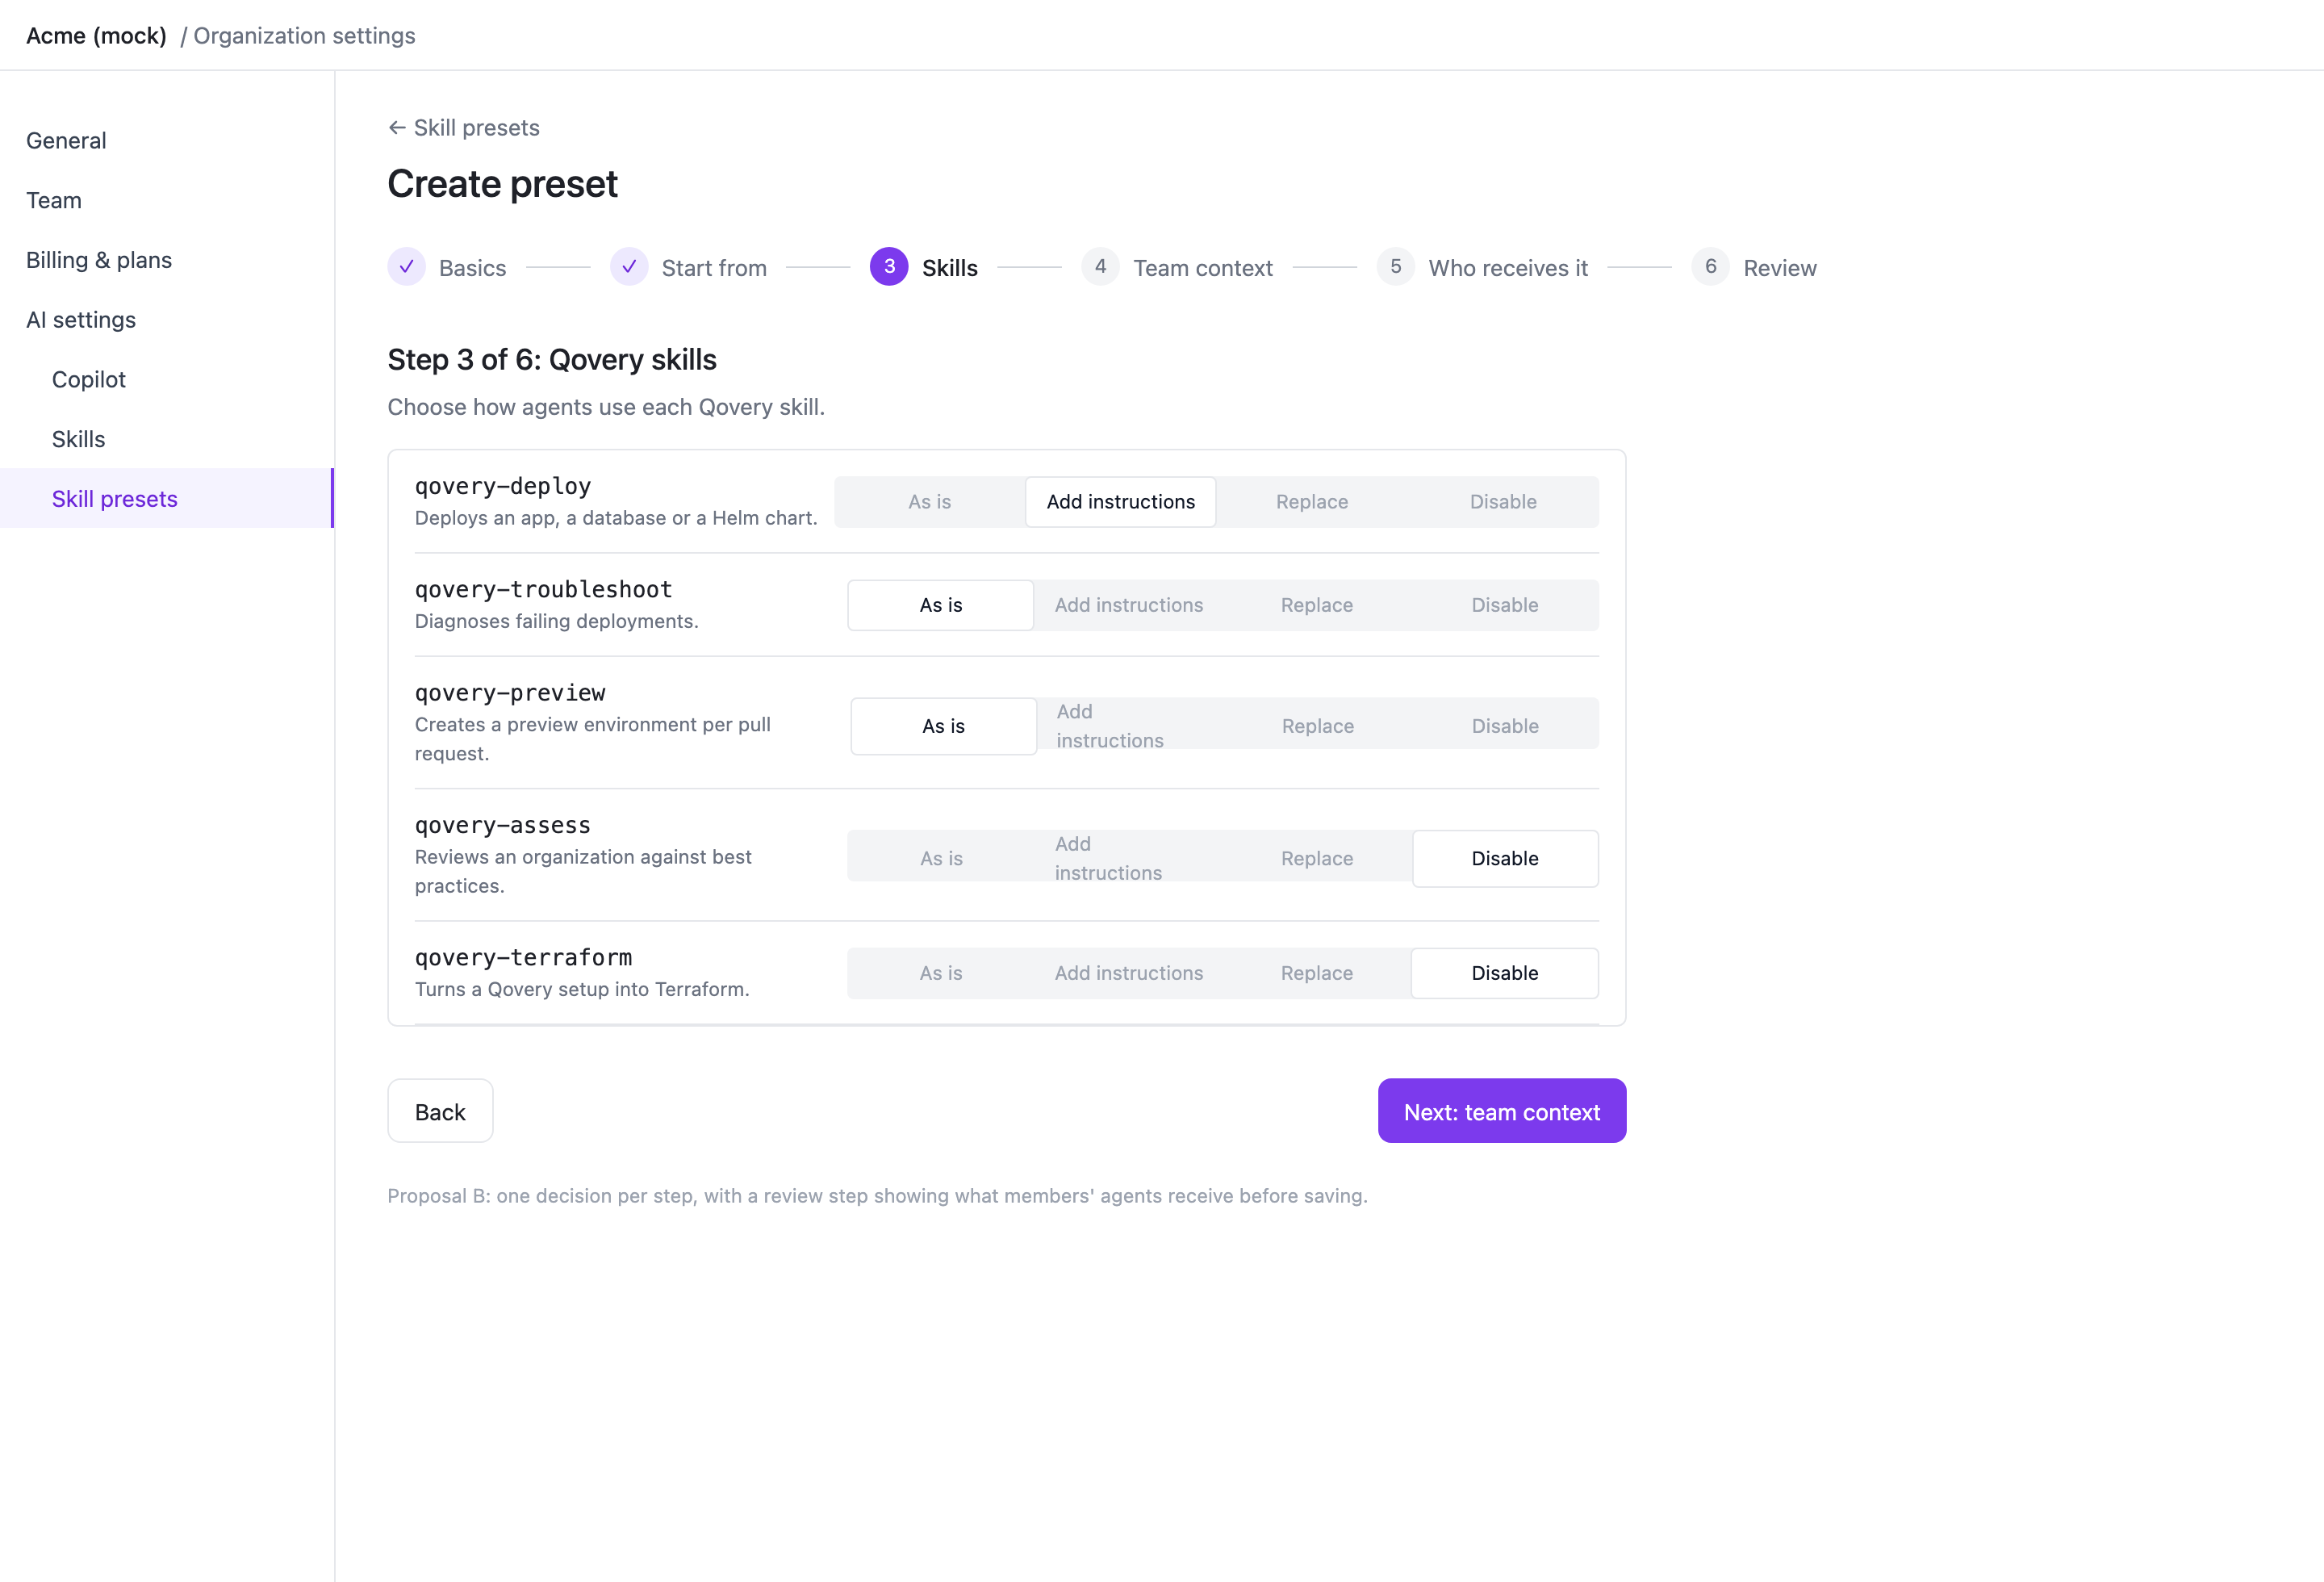 Acme (mock) / Organization settings
General
Team
Billing & plans
AI settings
Copilot
Skills
Skill presets
← Skill presets
Create preset
✓ Basics ✓ Start from 3 Skills 4 Team context 5 Who receives it 6 Review
Step 3 of 6: Qovery skills
Choose how agents use each Qovery skill.
qovery-deploy
Deploys an app, a database or a Helm chart.
As is Add instructions Replace Disable
qovery-troubleshoot
Diagnoses failing deployments.
As is Add instructions Replace Disable
qovery-preview
Creates a preview environment per pull
request.
As is Add
instructions Replace Disable
qovery-assess
Reviews an organization against best
practices.
As is Add
instructions Replace Disable
qovery-terraform
Turns a Qovery setup into Terraform.
As is Add instructions Replace Disable
Back
Next: team context
Proposal B: one decision per step, with a review step showing what members' agents receive before saving.